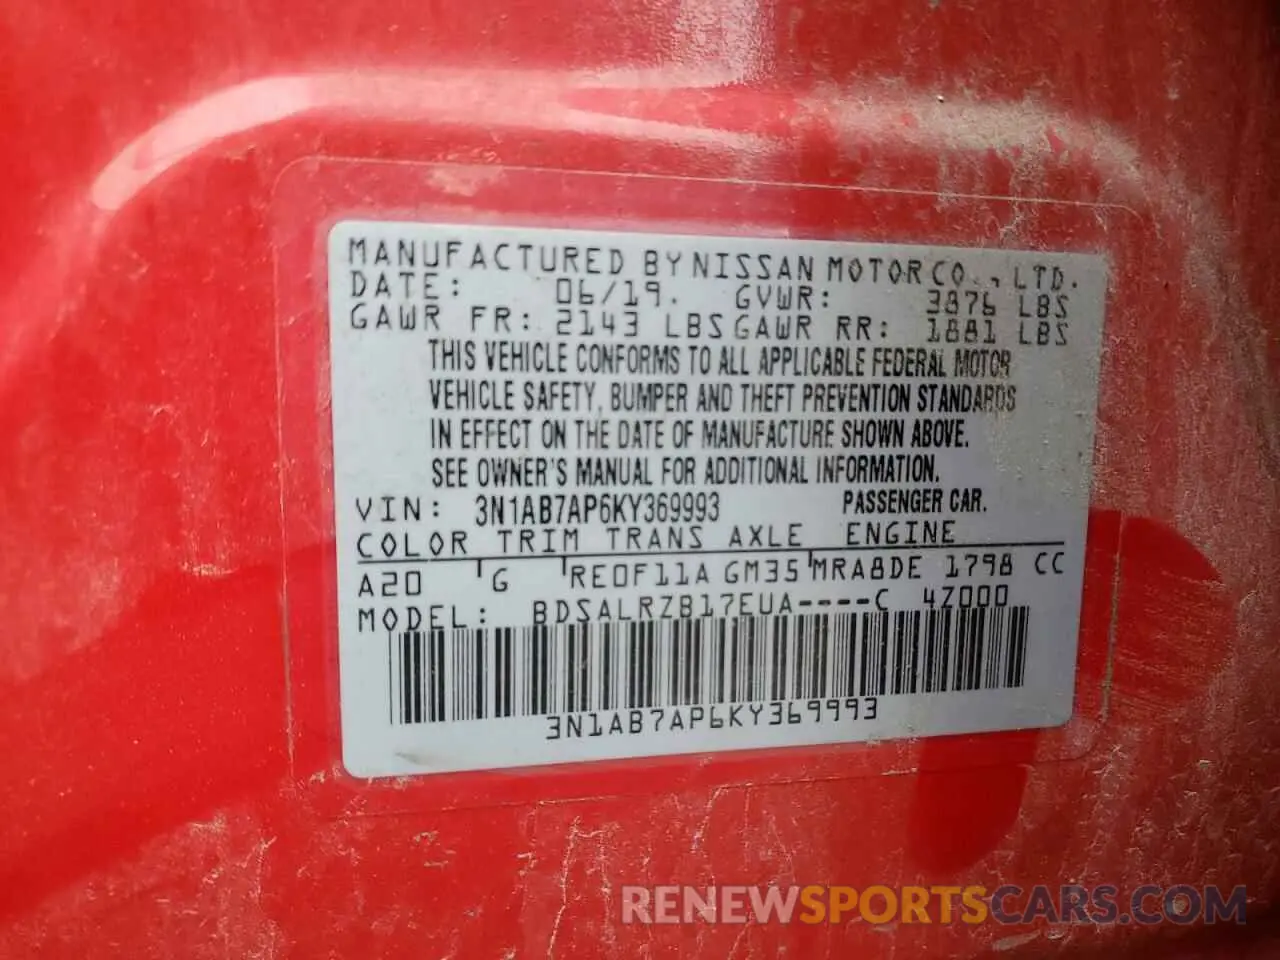 MANUFACTURED BY NISSAN MOTOR CO., LTD.
DATE: 06/19. GVWR: 3876 LBS
GAWR FR: 2143 LBS GAWR RR: 1881 LBS
THIS VEHICLE CONFORMS TO ALL APPLICABLE FEDERAL MOTOR
VEHICLE SAFETY, BUMPER AND THEFT PREVENTION STANDARDS
IN EFFECT ON THE DATE OF MANUFACTURE SHOWN ABOVE.
SEE OWNER'S MANUAL FOR ADDITIONAL INFORMATION.
VIN: 3N1AB7AP6KY369993 PASSENGER CAR.
COLOR TRIM TRANS AXLE ENGINE
A20 G RE0F11A GM35 MRA8DE 1798 CC
MODEL: BDSALRZB17EUA----C 4Z000
3N1AB7AP6KY369993
RENEWSPORTSCARS.COM